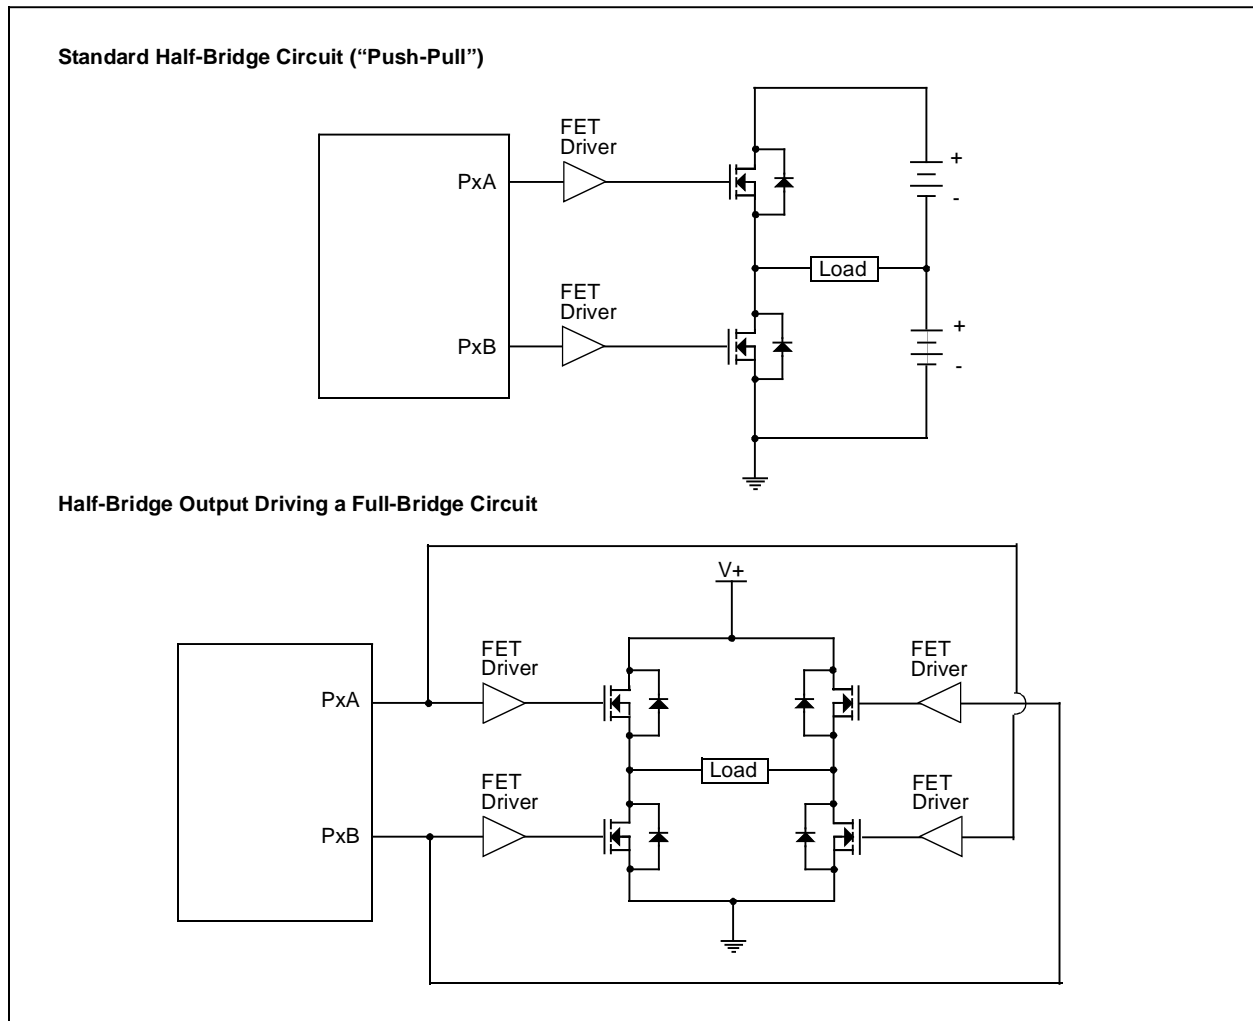 Standard Half-Bridge Circuit (“Push-Pull”)
FET
Driver
PxA
+
-
Load
FET
Driver
PxB
+
-
Half-Bridge Output Driving a Full-Bridge Circuit
V+
FET
Driver
FET
Driver
PxA
Load
FET
Driver
FET
Driver
PxB